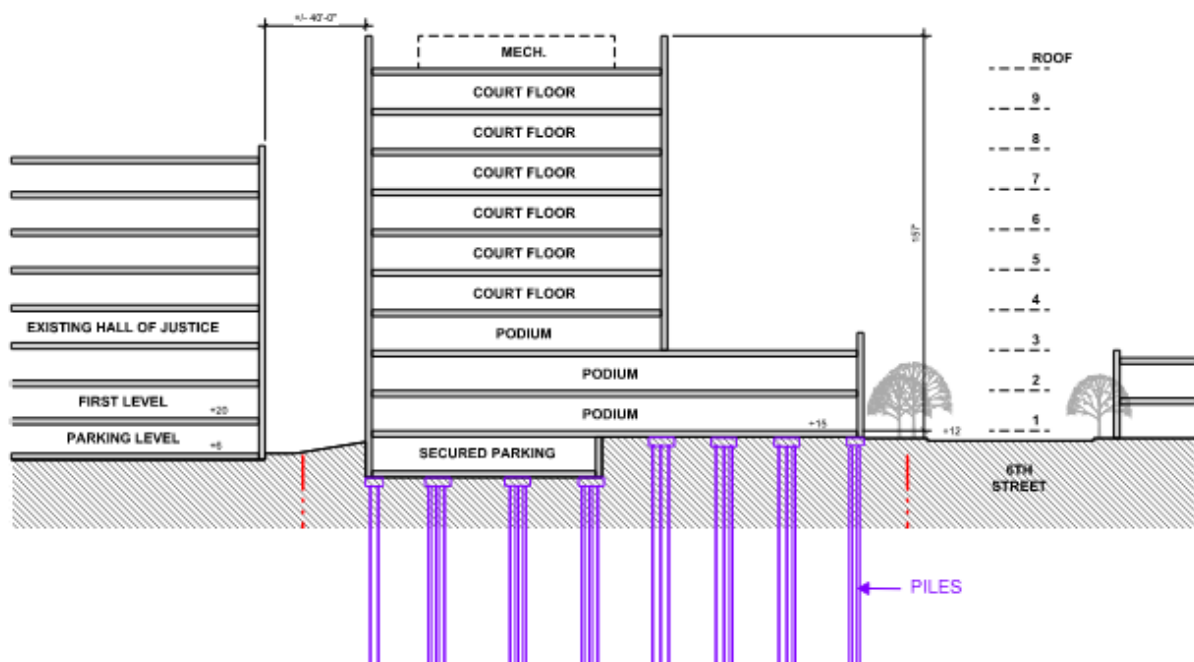 +/- 40'-0"
MECH.
ROOF
COURT FLOOR
9
COURT FLOOR
8
COURT FLOOR
7
COURT FLOOR
6
157'
COURT FLOOR
5
COURT FLOOR
4
EXISTING HALL OF JUSTICE
PODIUM
3
PODIUM
2
FIRST LEVEL
+20
PODIUM
+15
+12
1
PARKING LEVEL
+6
SECURED PARKING
6TH
STREET
PILES